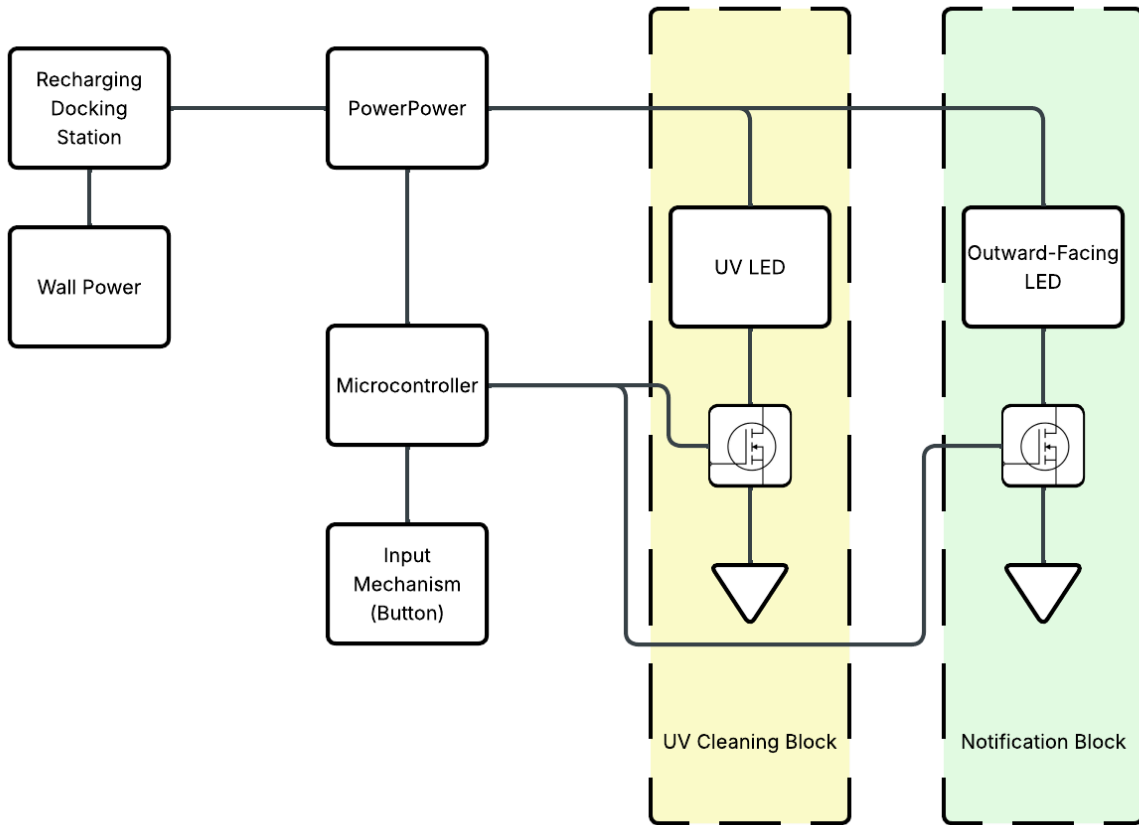 Recharging
Docking
Station
PowerPower
Wall Power
UV LED
Outward-Facing
LED
Microcontroller
Input
Mechanism
(Button)
UV Cleaning Block
Notification Block